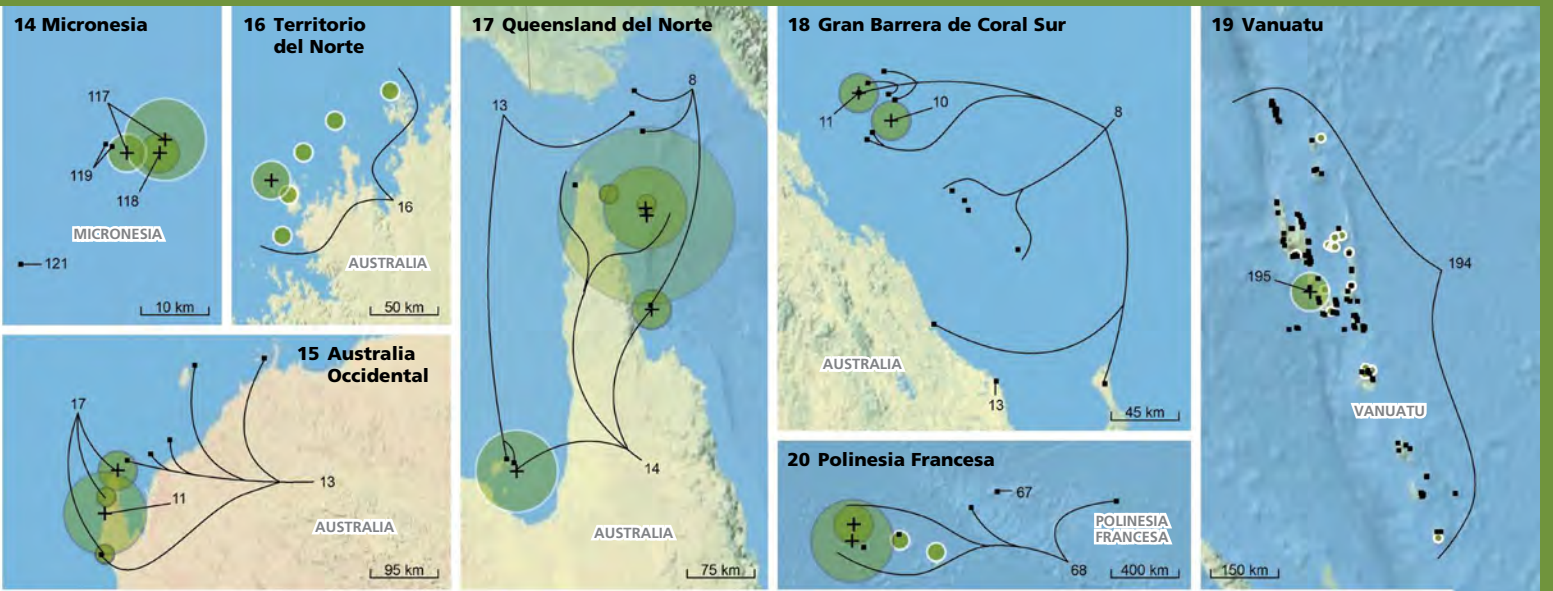 14 Micronesia
117
119
118
MICRONESIA
121
10 km
16 Territorio
del Norte
16
AUSTRALIA
50 km
15 Australia
Occidental
17
11
13
AUSTRALIA
95 km
17 Queensland del Norte
8
13
14
AUSTRALIA
75 km
18 Gran Barrera de Coral Sur
10
11
8
AUSTRALIA
13
45 km
20 Polinesia Francesa
67
POLINESIA
FRANCESA
68
400 km
19 Vanuatu
194
195
VANUATU
150 km